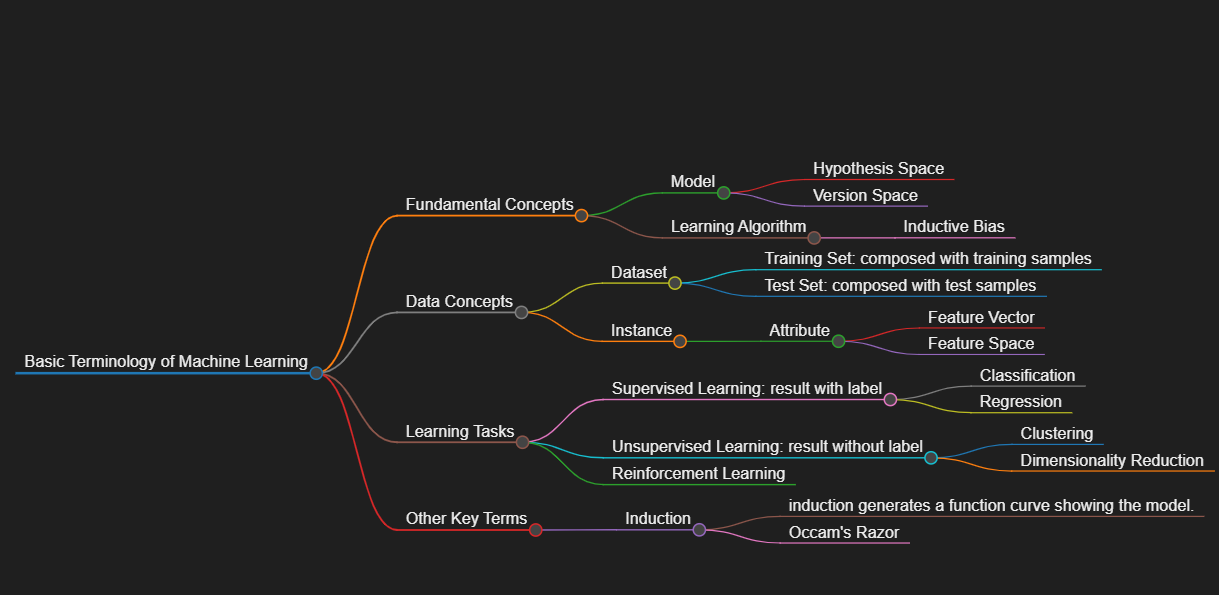 Basic Terminology of Machine Learning
Fundamental Concepts
Model
Hypothesis Space
Version Space
Learning Algorithm
Inductive Bias
Data Concepts
Dataset
Training Set: composed with training samples
Test Set: composed with test samples
Instance
Attribute
Feature Vector
Feature Space
Learning Tasks
Supervised Learning: result with label
Classification
Regression
Unsupervised Learning: result without label
Clustering
Dimensionality Reduction
Reinforcement Learning
Other Key Terms
Induction
induction generates a function curve showing the model.
Occam's Razor